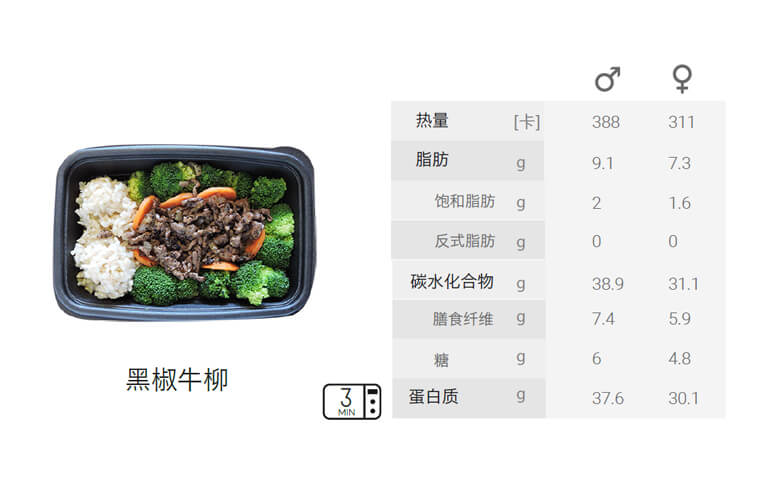 ♂ ♀
热量 [卡] 388 311
脂肪 g 9.1 7.3
饱和脂肪 g 2 1.6
反式脂肪 g 0 0
碳水化合物 g 38.9 31.1
膳食纤维 g 7.4 5.9
糖 g 6 4.8
蛋白质 g 37.6 30.1
黑椒牛柳
3
MIN